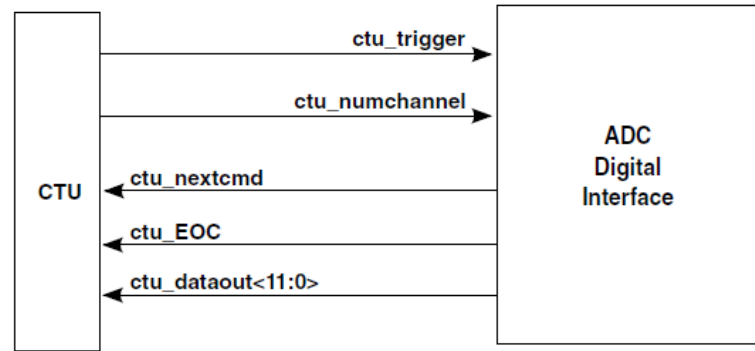 ctu_trigger
ctu_numchannel
CTU
ctu_nextcmd
ctu_EOC
ctu_dataout<11:0>
ADC
Digital
Interface